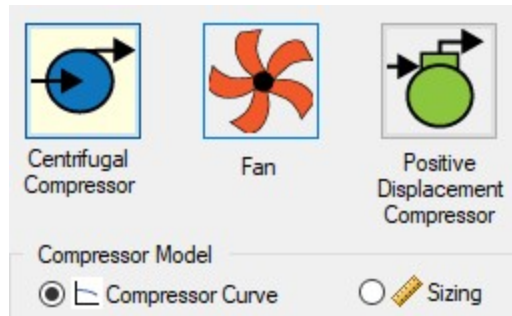 Centrifugal
Compressor
Fan
Positive
Displacement
Compressor
Compressor Model
Compressor Curve
Sizing